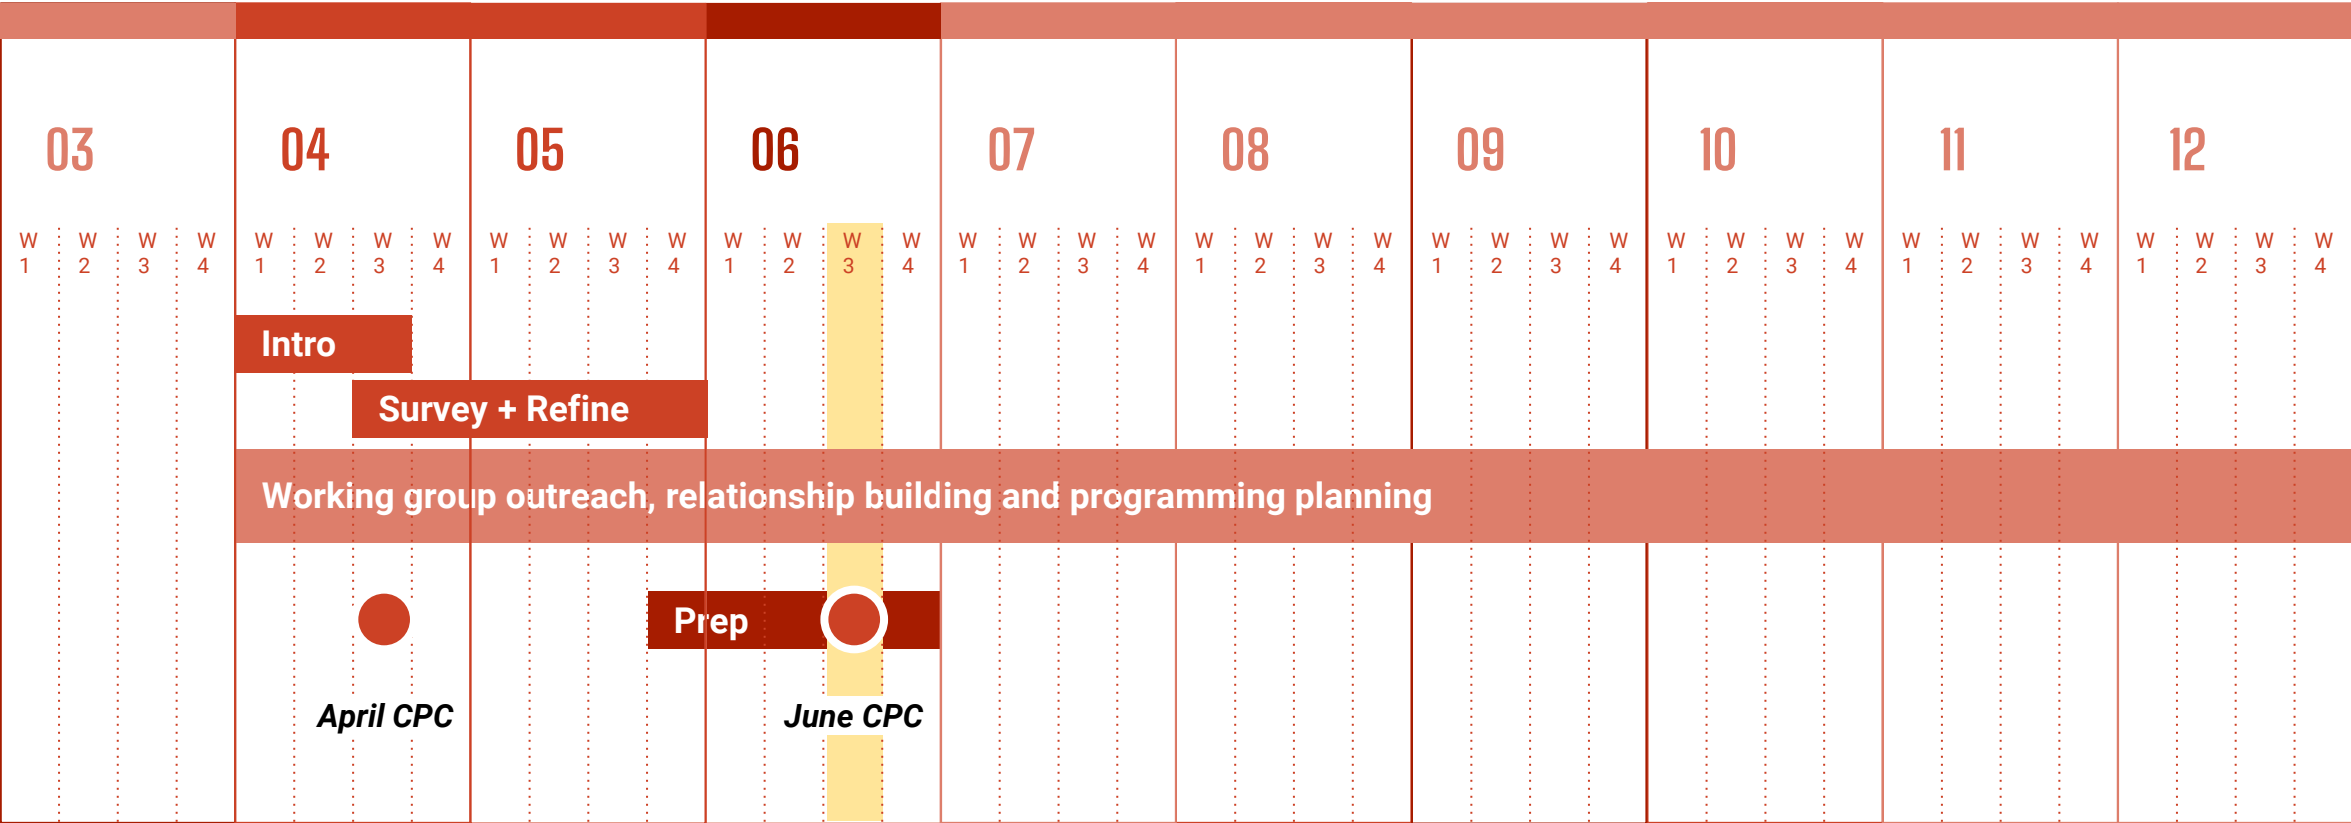 03 04 05 06 07 08 09 10 11 12
W W W W W W W W W W W W W W W W W W W W W W W W W W W W W W W W W W W W W W W W
1 2 3 4 1 2 3 4 1 2 3 4 1 2 3 4 1 2 3 4 1 2 3 4 1 2 3 4 1 2 3 4 1 2 3 4 1 2 3 4
Intro
Survey + Refine
Working group outreach, relationship building and programming planning
Prep
April CPC June CPC